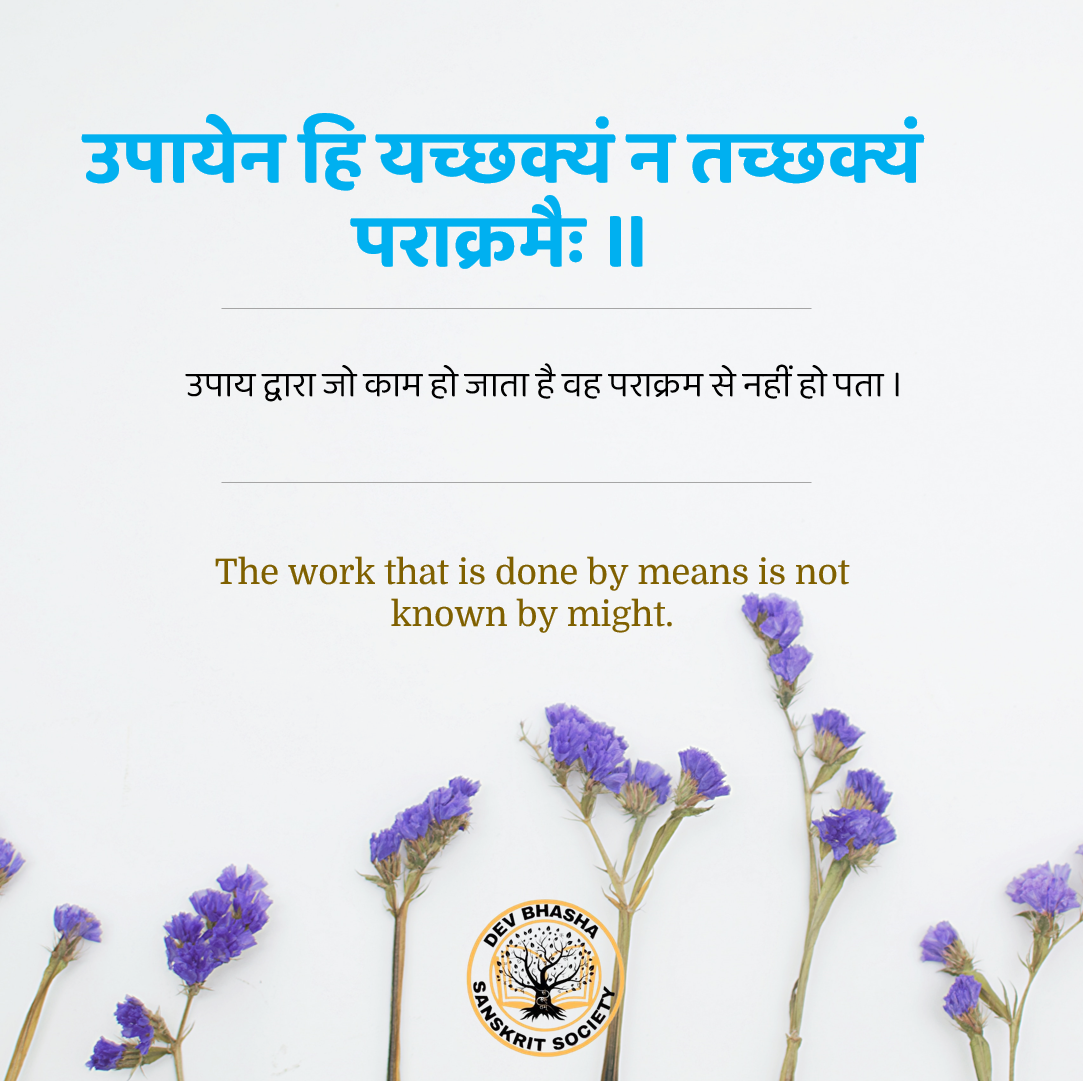 उपायेन हि यच्छक्यं न तच्छक्यं
पराक्रमैः ॥
उपाय द्वारा जो काम हो जाता है वह पराक्रम से नहीं हो पता ।
The work that is done by means is not
known by might.
DEV BHASHA
SANSKRIT SOCIETY